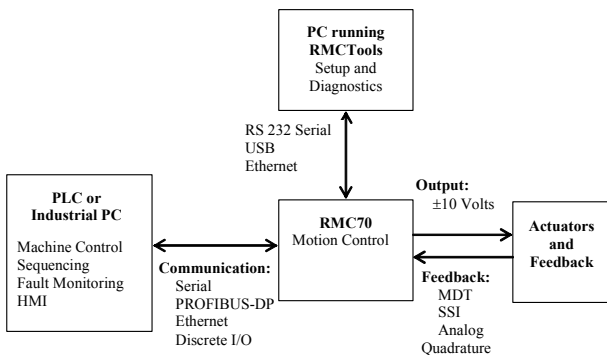 PC running
RMCTools
Setup and
Diagnostics
RS 232 Serial
USB
Ethernet
PLC or
Industrial PC
Machine Control
Sequencing
Fault Monitoring
HMI
Communication:
Serial
PROFIBUS-DP
Ethernet
Discrete I/O
RMC70
Motion Control
Output:
±10 Volts
Feedback:
MDT
SSI
Analog
Quadrature
Actuators
and
Feedback